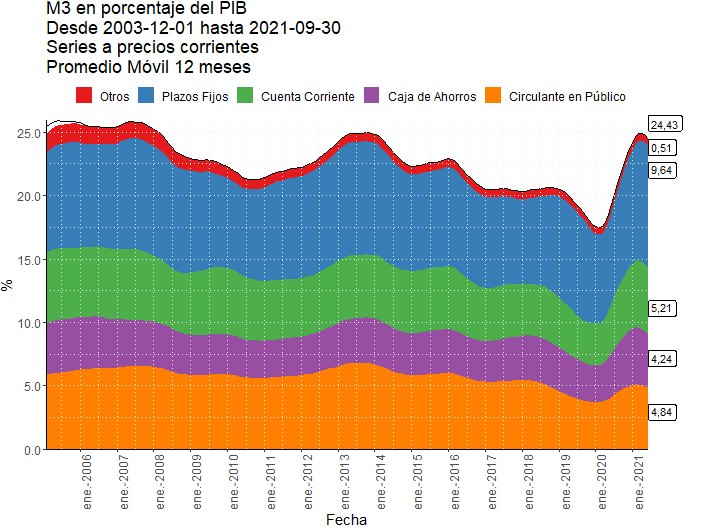 M3 en porcentaje del PIB
Desde 2003-12-01 hasta 2021-09-30
Series a precios corrientes
Promedio Móvil 12 meses
Otros Plazos Fijos Cuenta Corriente Caja de Ahorros Circulante en Público
25.0
20.0
15.0
10.0
5.0
0.0
%
24,43
0,51
9,64
5,21
4,24
4,84
ene.-2006
ene.-2007
ene.-2008
ene.-2009
ene.-2010
ene.-2011
ene.-2012
ene.-2013
ene.-2014
ene.-2015
ene.-2016
ene.-2017
ene.-2018
ene.-2019
ene.-2020
ene.-2021
Fecha